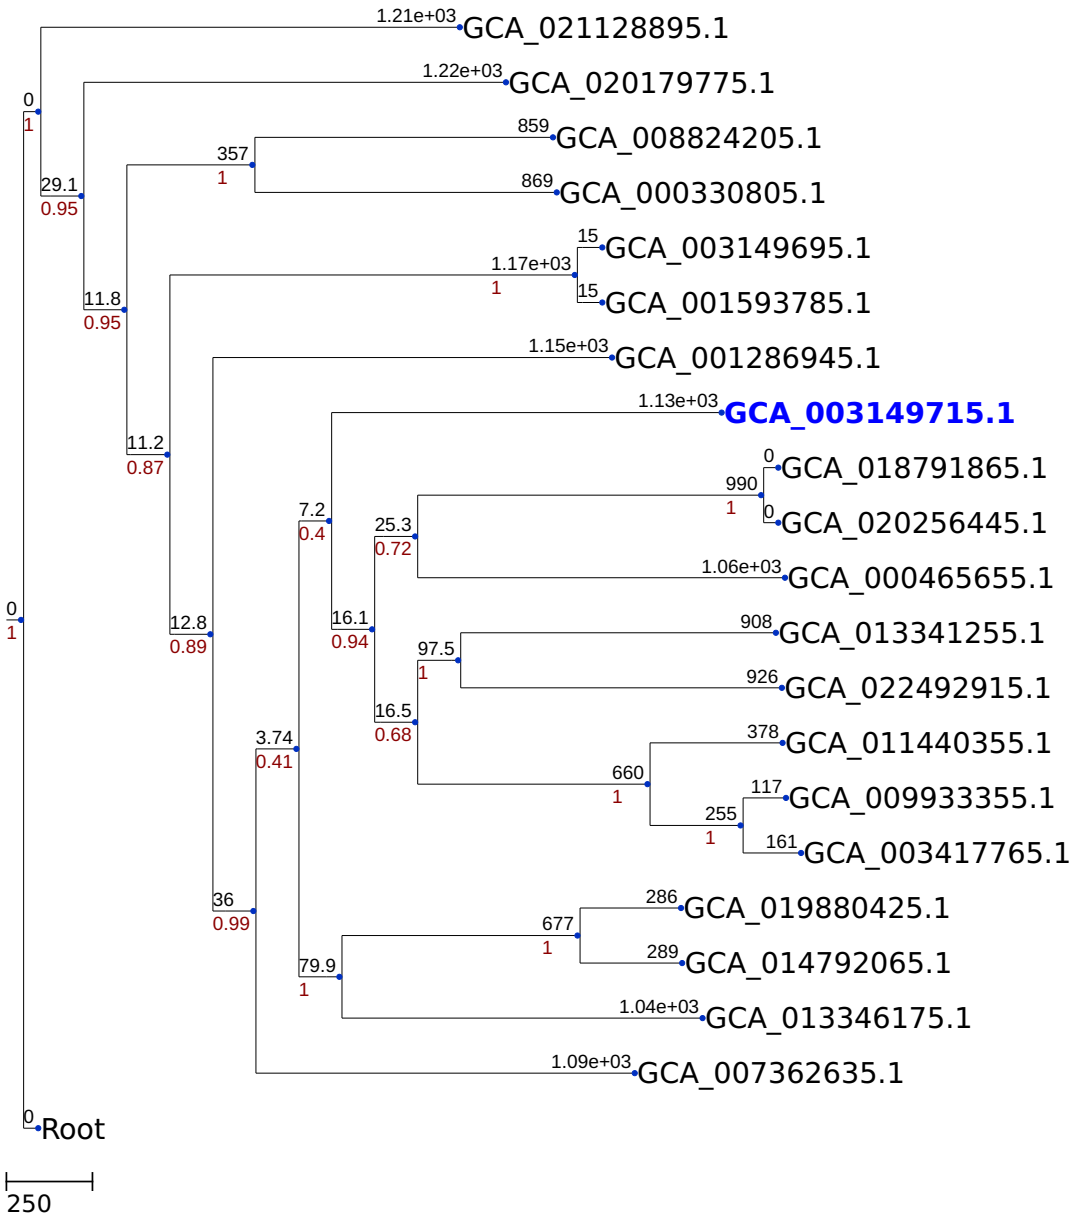 1.21e+03
GCA_021128895.1
1.22e+03
GCA_020179775.1
0
1
859
GCA_008824205.1
357
1
869
GCA_000330805.1
29.1
0.95
15
GCA_003149695.1
1.17e+03
1
15
GCA_001593785.1
11.8
0.95
1.15e+03
GCA_001286945.1
1.13e+03
GCA_003149715.1
11.2
0.87
0
GCA_018791865.1
990
1
0
GCA_020256445.1
7.2
0.4
25.3
0.72
1.06e+03
GCA_000465655.1
0
1
12.8
0.89
16.1
0.94
908
GCA_013341255.1
97.5
1
926
GCA_022492915.1
16.5
0.68
3.74
0.41
378
GCA_011440355.1
660
1
117
GCA_009933355.1
255
1
161
GCA_003417765.1
36
0.99
286
GCA_019880425.1
677
1
289
GCA_014792065.1
79.9
1
1.04e+03
GCA_013346175.1
1.09e+03
GCA_007362635.1
0
Root
250